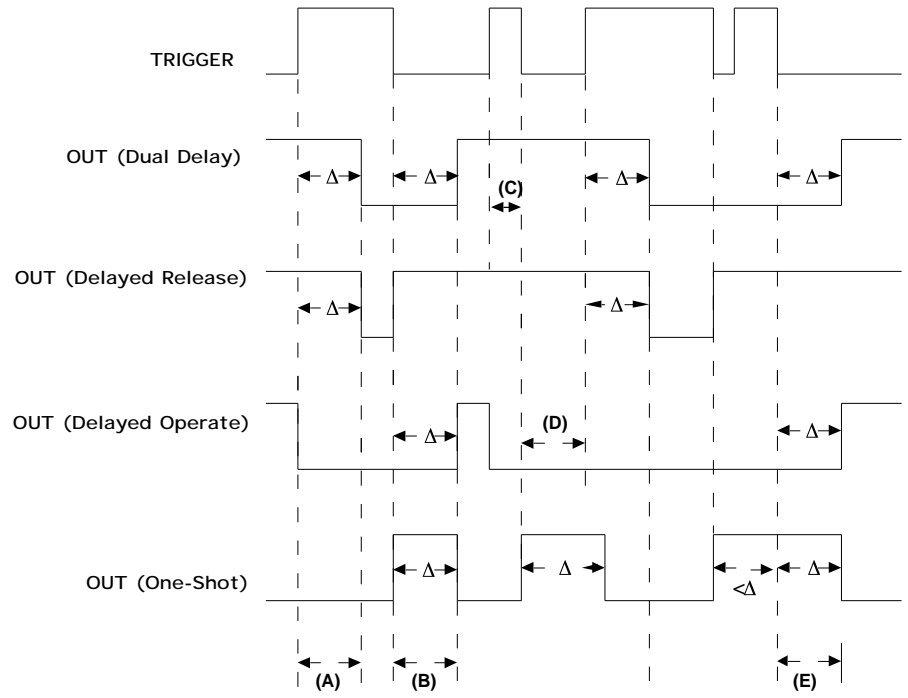 TRIGGER
OUT (Dual Delay)
Δ Δ (C) Δ Δ
OUT (Delayed Release)
Δ Δ
OUT (Delayed Operate)
Δ (D) Δ
OUT (One-Shot)
Δ Δ <Δ Δ
(A) (B) (E)